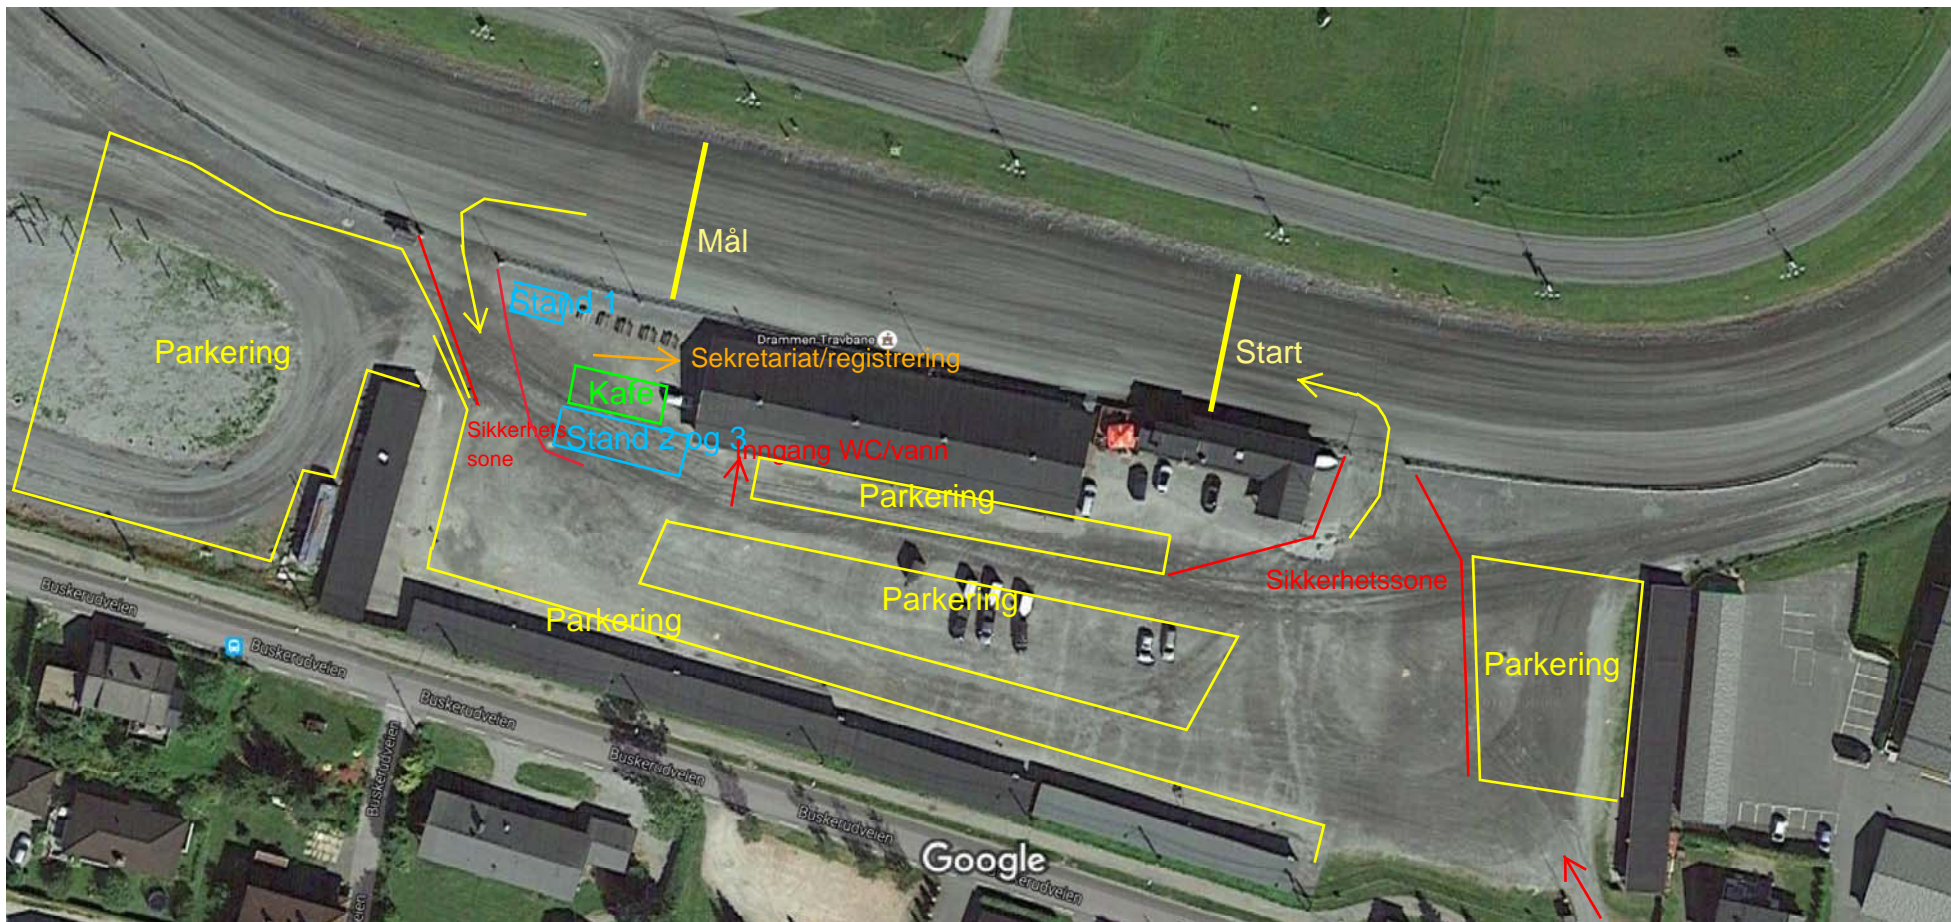 Mål
Stand 1
Drammen Travbane
Parkering
Sekretariat/registrering
Start
Kafe
Sikkerhets
sone
Stand 2 og 3
Inngang WC/vann
Parkering
Sikkerhetssone
Parkering
Parkering
Parkering
Buskerudveien
Buskerudveien
Buskerudveien
Buskerudveien
Buskerudveien
Buskerudveien
Google